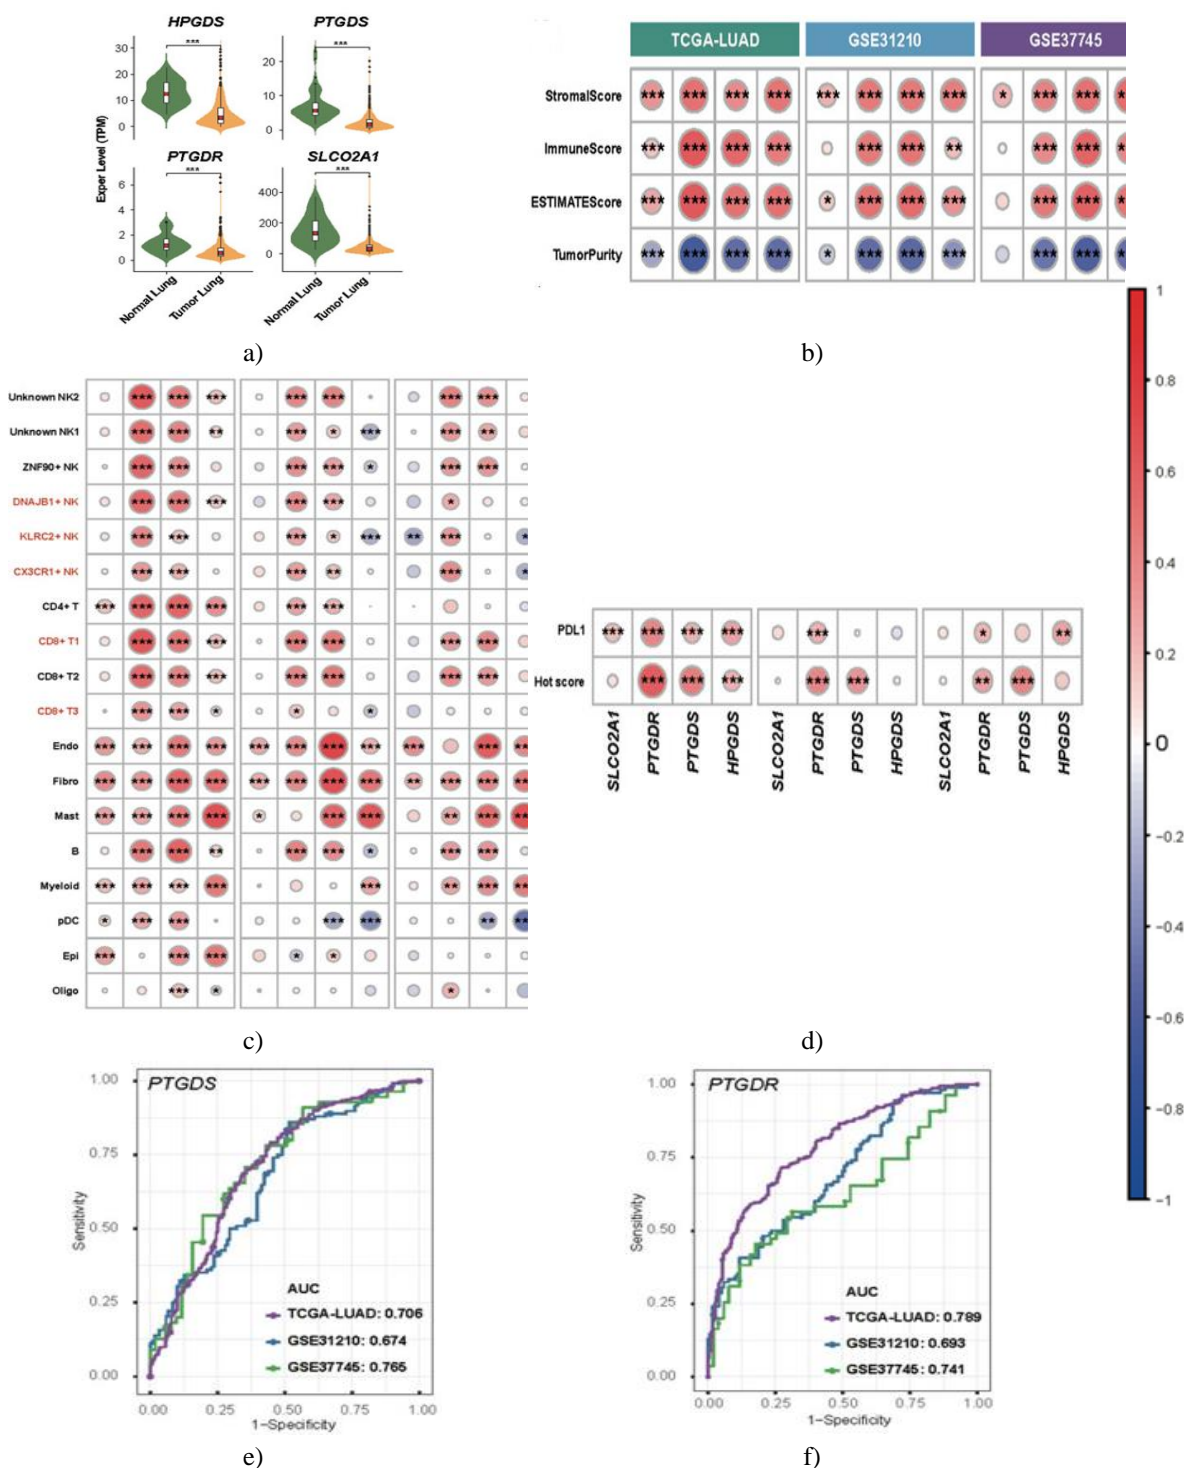 HPGDS PTGDS
*** ***
30
20
10
0
20
10
0
PTGDR SLCO2A1
*** ***
6
4
2
0
400
200
0
Exper Level (TPM)
Normal Lung Tumor Lung Normal Lung Tumor Lung
a)
TCGA-LUAD GSE31210 GSE37745
StromalScore *** *** *** *** *** *** *** *** * *** ***
ImmuneScore *** *** *** *** *** *** ** *** ***
ESTIMATEScore *** *** *** *** * *** *** *** *** ***
TumorPurity *** *** *** *** * *** *** *** *** ***
b)
1
0.8
0.6
0.4
0.2
0
−0.2
−0.4
−0.6
−0.8
−1
Unknown NK2 *** *** *** *** *** *** ***
Unknown NK1 *** *** ** *** * *** *** **
ZNF90+ NK *** *** *** *** * *** ***
DNAJB1+ NK *** *** *** *** *** *
KLRC2+ NK *** *** *** * *** ** *** *
CX3CR1+ NK *** *** *** ** *** *
CD4+ T *** *** *** *** *** ***
CD8+ T1 *** *** *** *** *** *** ***
CD8+ T2 *** *** *** *** *** *** ***
CD8+ T3 *** *** * * *
Endo *** *** *** *** *** *** *** *** *** *** **
Fibro *** *** *** *** *** *** *** *** ** *** *** **
Mast *** *** *** *** * *** *** ** *** **
B *** *** ** *** *** * *** ***
Myeloid *** *** *** *** *** ** *** **
pDC * *** *** *** *** ** **
Epi *** *** *** * *
Oligo *** * *
c)
PDL1 *** *** *** *** *** * **
Hot score *** *** *** *** *** ** ***
SLCO2A1 PTGDR PTGDS HPGDS SLCO2A1 PTGDR PTGDS HPGDS SLCO2A1 PTGDR PTGDS HPGDS
d)
PTGDS
1.00
0.75
0.50
0.25
0.00
Sensitivity
AUC
TCGA-LUAD: 0.706
GSE31210: 0.674
GSE37745: 0.765
0.00 0.25 0.50 0.75 1.00
1−Specificity
e)
PTGDR
1.00
0.75
0.50
0.25
0.00
Sensitivity
AUC
TCGA-LUAD: 0.789
GSE31210: 0.693
GSE37745: 0.741
0.00 0.25 0.50 0.75 1.00
1−Specificity
f)